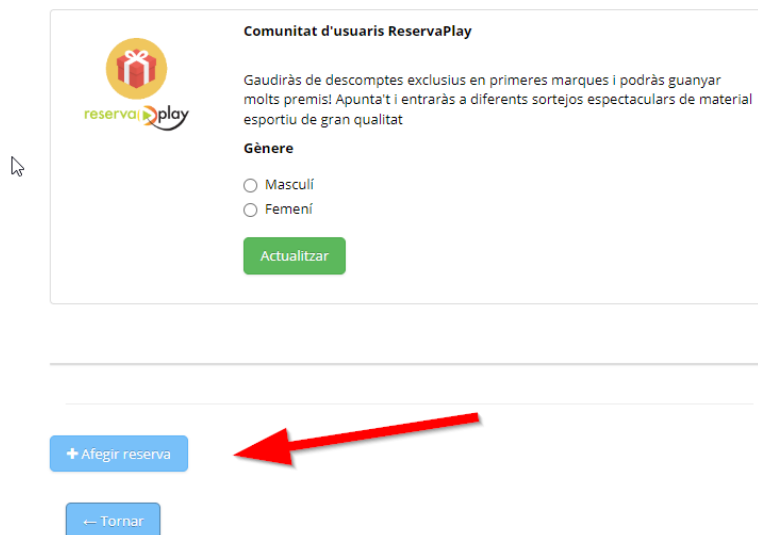 Comunitat d'usuaris ReservaPlay
Gaudiràs de descomptes exclusius en primeres marques i podràs guanyar
molts premis! Apunta't i entraràs a diferents sortejos espectaculars de material
esportiu de gran qualitat
reserva play
Gènere
Masculí
Femení
Actualitzar
+ Afegir reserva
← Tornar